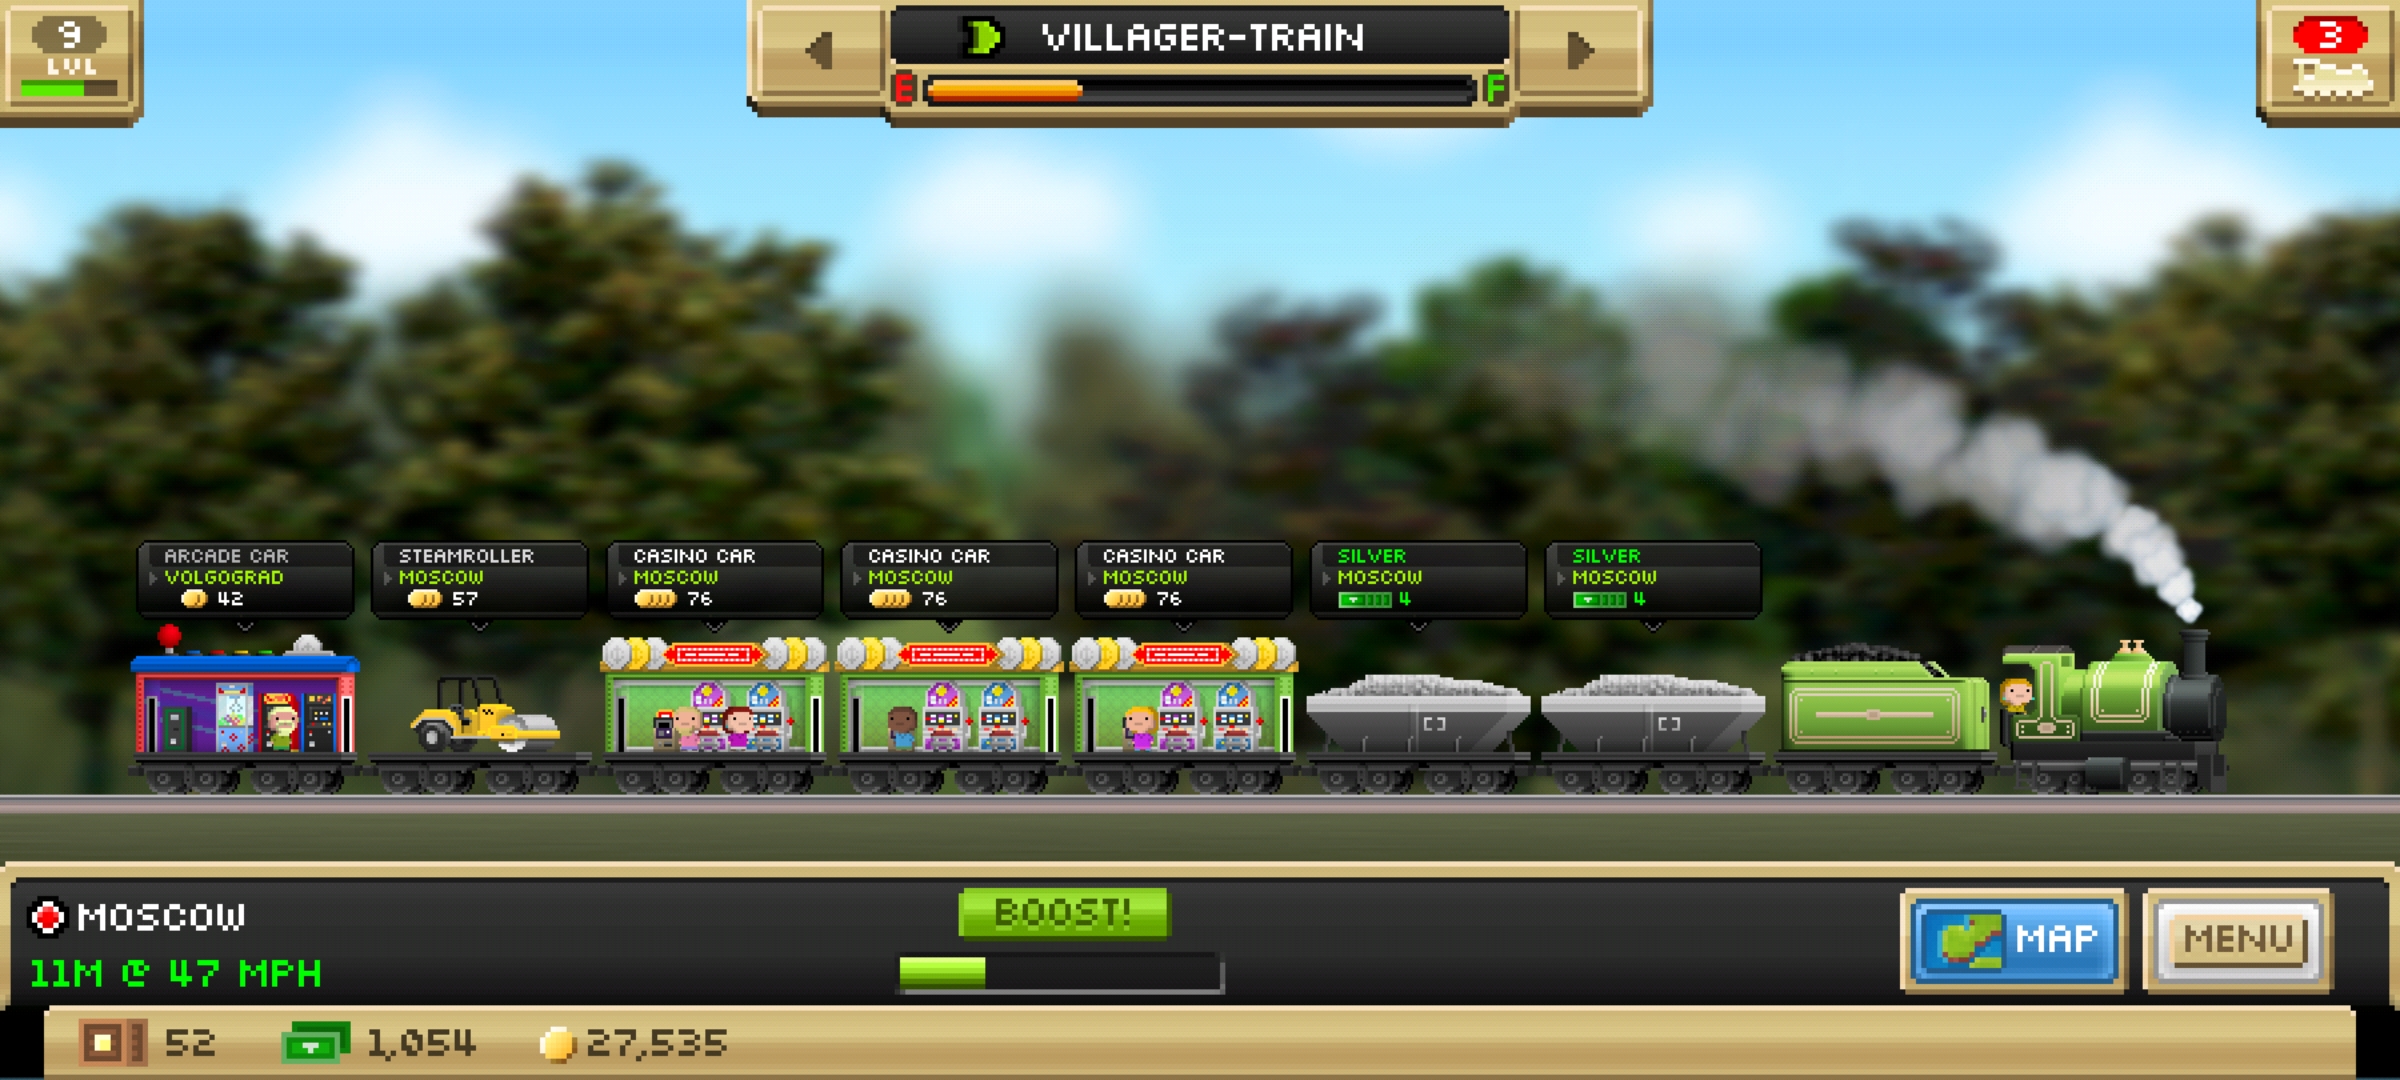 9
LVL
VILLAGER-TRAIN
E
F
3
ARCADE CAR
VOLGOGRAD
42
STEAMROLLER
MOSCOW
57
CASINO CAR
MOSCOW
76
CASINO CAR
MOSCOW
76
CASINO CAR
MOSCOW
76
SILVER
MOSCOW
4
SILVER
MOSCOW
4
MOSCOW
11M @ 47 MPH
BOOST!
MAP
MENU
52
1,054
27,535